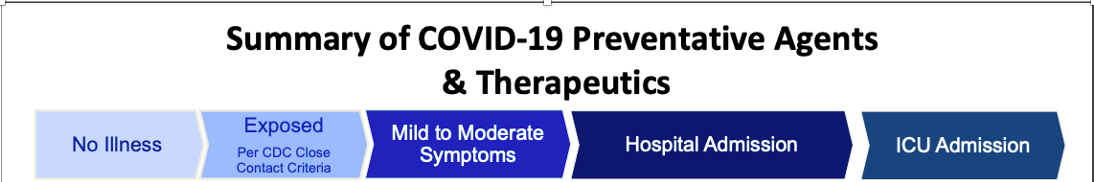 Summary of COVID-19 Preventative Agents
& Therapeutics
No Illness
Exposed
Per CDC Close
Contact Criteria
Mild to Moderate
Symptoms
Hospital Admission
ICU Admission